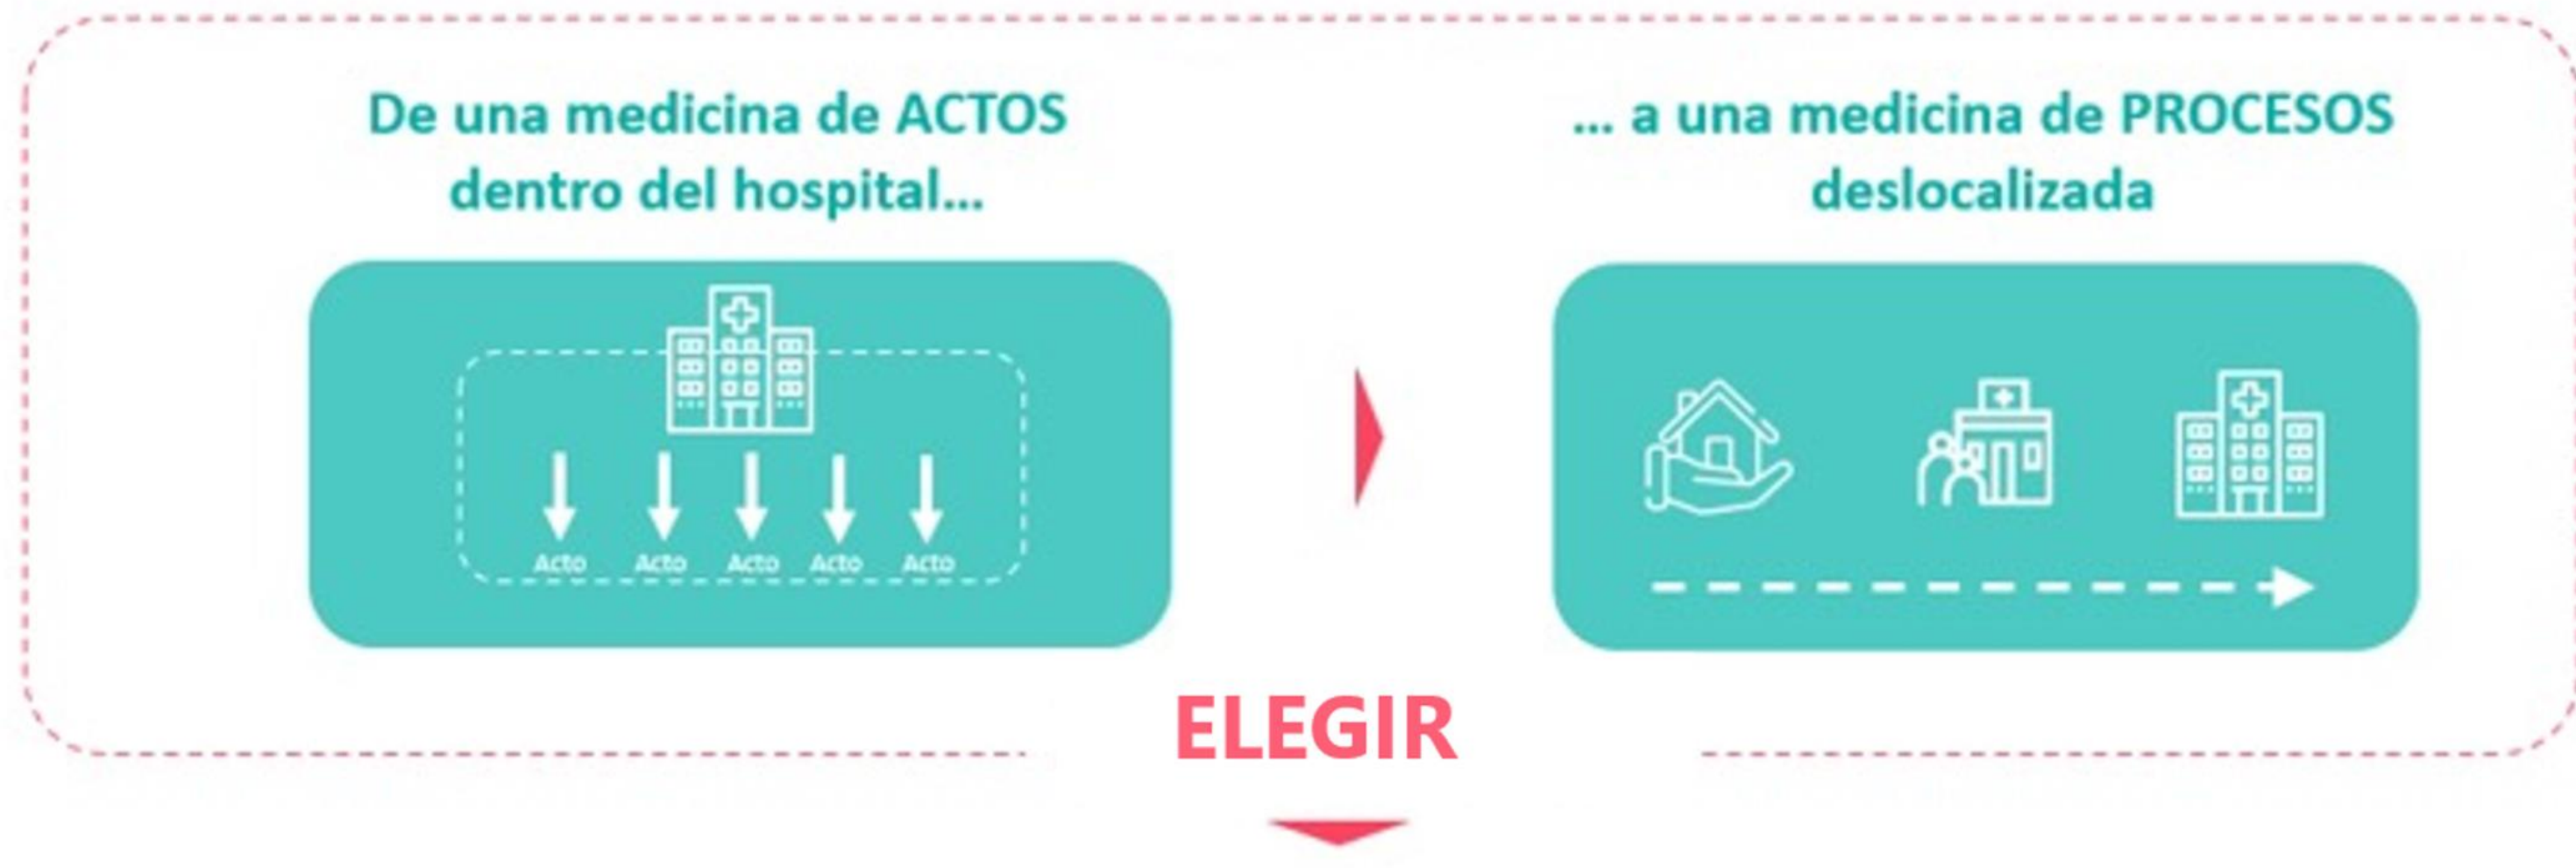 De una medicina de ACTOS
dentro del hospital...
... a una medicina de PROCESOS
deslocalizada
Acto Acto Acto Acto Acto
ELEGIR